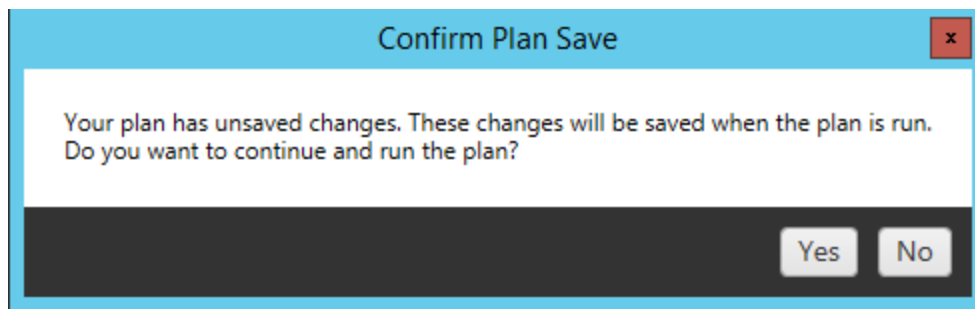 Confirm Plan Save
x
Your plan has unsaved changes. These changes will be saved when the plan is run.
Do you want to continue and run the plan?
Yes No